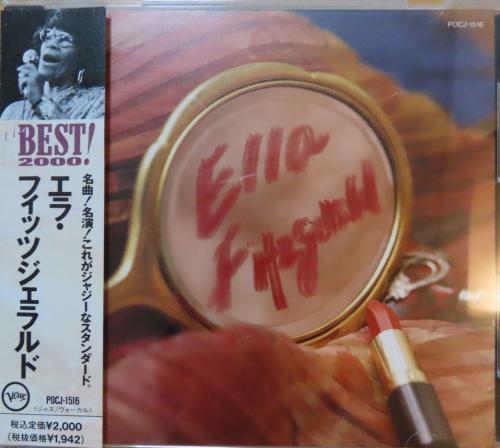 POCJ-1516
BEST!
2000!
エラ・
フィッツジェラルド
名曲！名演！これがジャジーなスタンダード。
Verve
POCJ-1516
〈ジャズ/ヴォーカル〉
税込定価¥2,000
(税抜価格¥1,942)
Ella
Fitzgerald